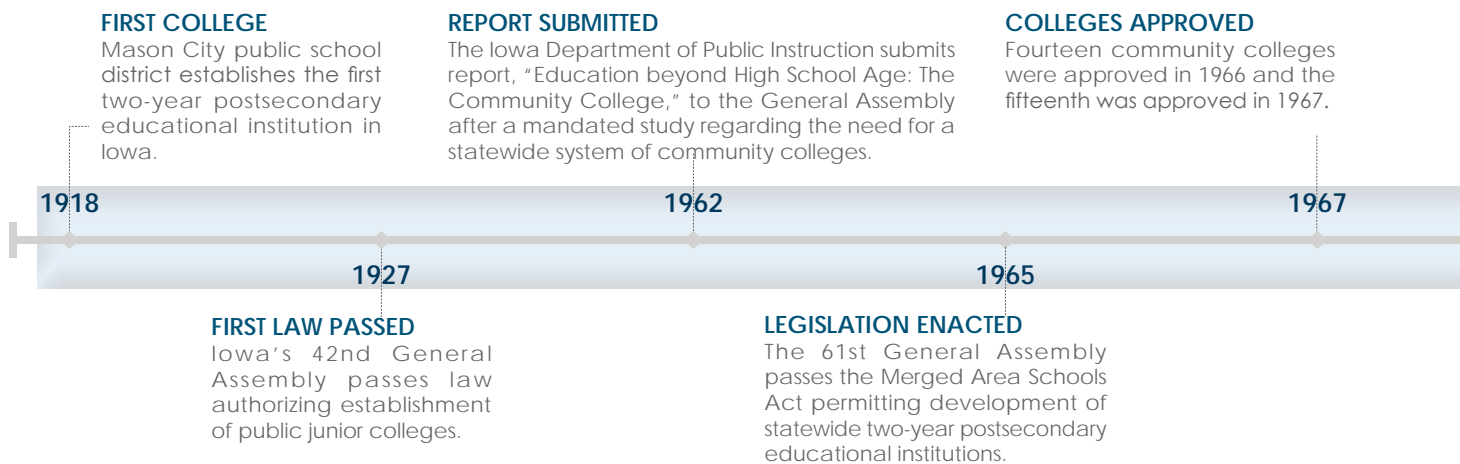 FIRST COLLEGE
Mason City public school
district establishes the first
two-year postsecondary
educational institution in
Iowa.
REPORT SUBMITTED
The Iowa Department of Public Instruction submits
report, “Education beyond High School Age: The
Community College,” to the General Assembly
after a mandated study regarding the need for a
statewide system of community colleges.
COLLEGES APPROVED
Fourteen community colleges
were approved in 1966 and the
fifteenth was approved in 1967.
1918
1962
1967
1927
1965
FIRST LAW PASSED
Iowa's 42nd General
Assembly passes law
authorizing establishment
of public junior colleges.
LEGISLATION ENACTED
The 61st General Assembly
passes the Merged Area Schools
Act permitting development of
statewide two-year postsecondary
educational institutions.